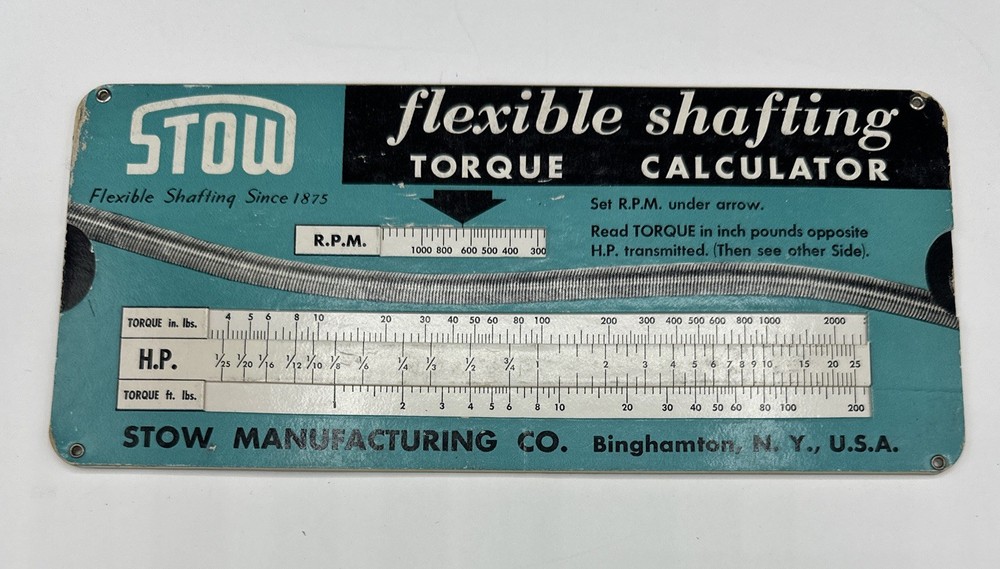 STOW
flexible shafting
TORQUE CALCULATOR
Flexible Shafting Since 1875
Set R.P.M. under arrow.
Read TORQUE in inch pounds opposite
H.P. transmitted. (Then see other Side).
R.P.M. 1000 800 600 500 400 300
TORQUE in. lbs. 4 5 6 8 10 20 30 40 50 60 80 100 200 300 400 500 600 800 1000 2000
H.P. 1/25 1/20 1/16 1/12 1/10 1/8 1/6 1/4 1/3 1/2 3/4 1 2 3 4 5 6 7 8 9 10 15 20 25
TORQUE ft. lbs. 1 2 3 4 5 6 8 10 20 30 40 50 60 80 100 200
STOW MANUFACTURING CO. Binghamton, N. Y., U.S.A.